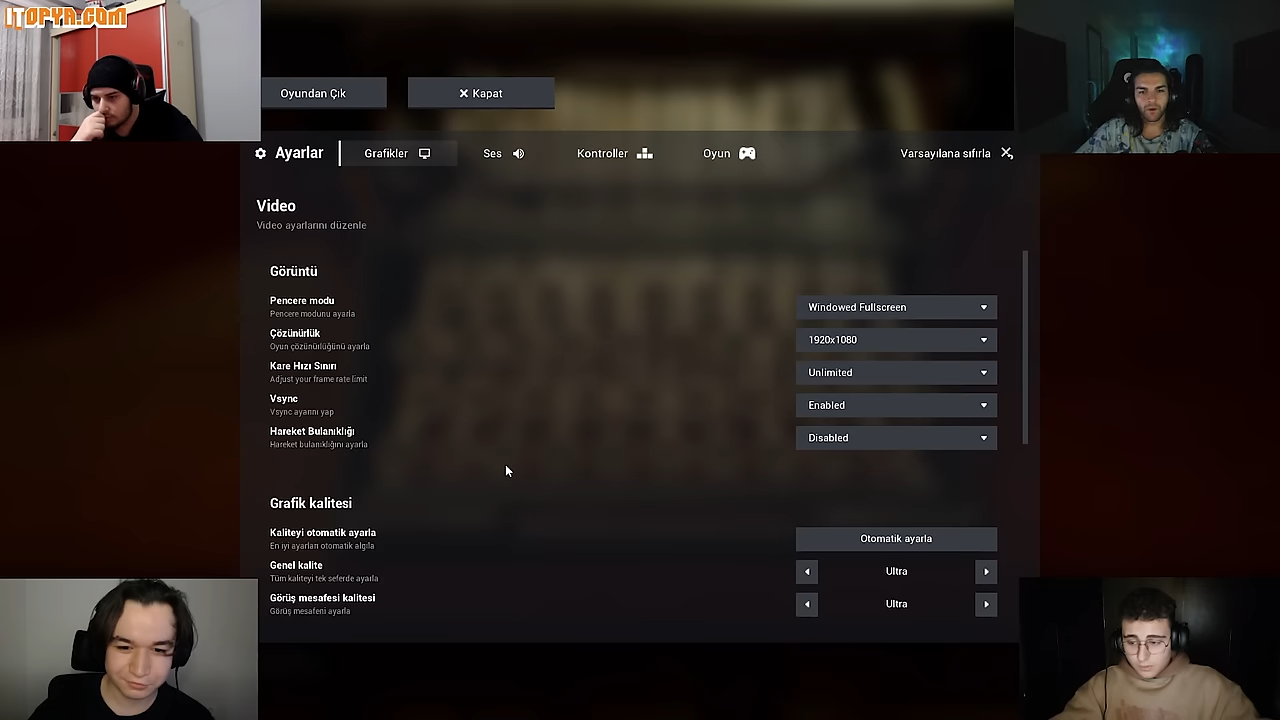 ITOPYA.COM
Oyundan Çık
Kapat
Ayarlar
Grafikler
Ses
Kontroller
Oyun
Varsayılana sıfırla
Video
Video ayarlarını düzenle
Görüntü
Pencere modu
Pencere modunu ayarla
Windowed Fullscreen
Çözünürlük
Oyun çözünürlüğünü ayarla
1920x1080
Kare Hızı Sınırı
Adjust your frame rate limit
Unlimited
Vsync
Vsync ayarını yap
Enabled
Hareket Bulanıklığı
Hareket bulanıklığını ayarla
Disabled
Grafik kalitesi
Kaliteyi otomatik ayarla
En iyi ayarları otomatik algıla
Otomatik ayarla
Genel kalite
Tüm kaliteyi tek seferde ayarla
Ultra
Görüş mesafesi kalitesi
Görüş mesafeni ayarla
Ultra